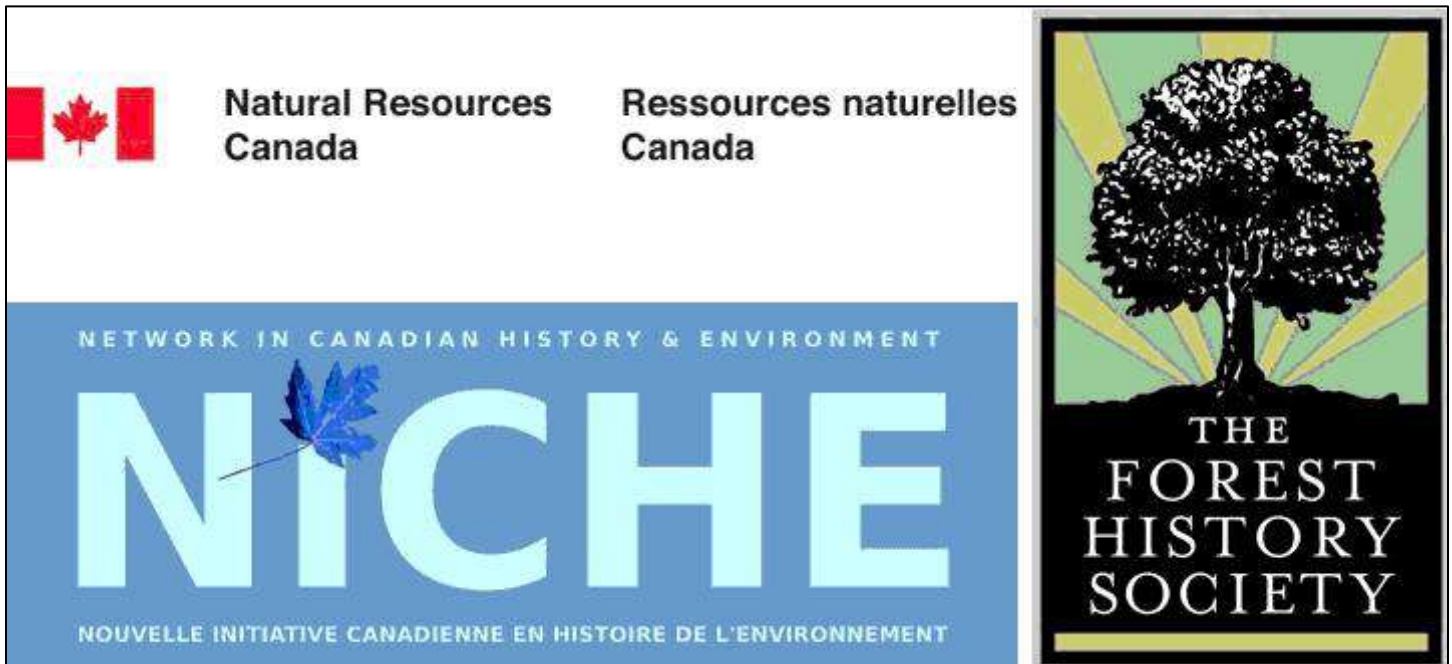 Natural Resources
Canada
Ressources naturelles
Canada
NETWORK IN CANADIAN HISTORY & ENVIRONMENT
NiCHE
NOUVELLE INITIATIVE CANADIENNE EN HISTOIRE DE L'ENVIRONNEMENT
THE
FOREST
HISTORY
SOCIETY